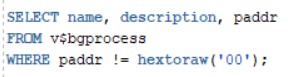 SELECT name, description, paddr
FROM v$bgprocess
WHERE paddr != hextoraw('00');